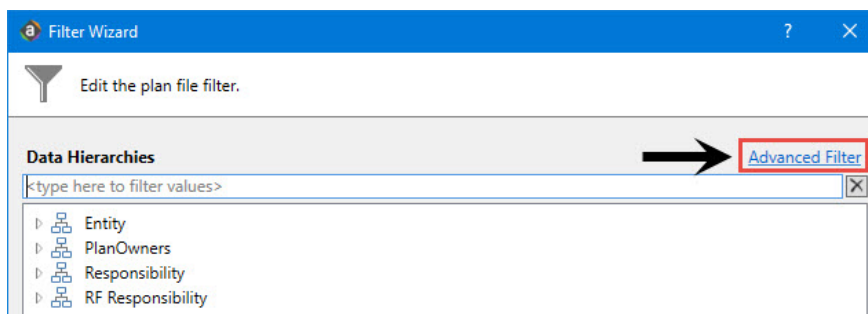 Filter Wizard ?
Edit the plan file filter.
Data Hierarchies Advanced Filter
<type here to filter values>
Entity
PlanOwners
Responsibility
RF Responsibility